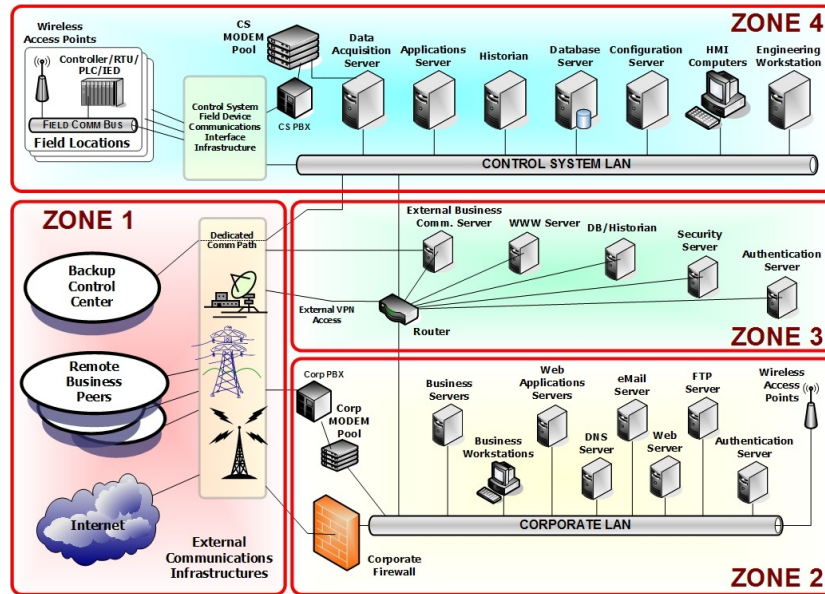 ZONE 4
Wireless
Access Points
Controller/RTU/
PLC/IED
FIELD COMM BUS
Field Locations
Control System
Field Device
Communications
Interface
Infrastructure
CS
MODEM
Pool
CS PBX
Data
Acquisition
Server
Applications
Server
Historian
Database
Server
Configuration
Server
HMI
Computers
Engineering
Workstation
CONTROL SYSTEM LAN
ZONE 1
Dedicated
Comm Path
Backup
Control
Center
Remote
Business
Peers
Internet
External
Communications
Infrastructures
External Business
Comm. Server
WWW Server
DB/Historian
Security
Server
Authentication
Server
External VPN
Access
Router
ZONE 3
Corp PBX
Corp
MODEM
Pool
Business
Servers
Business
Workstations
Web
Applications
Servers
DNS
Server
eMail
Server
Web
Server
FTP
Server
Authentication
Server
Wireless
Access
Points
CORPORATE LAN
Corporate
Firewall
ZONE 2